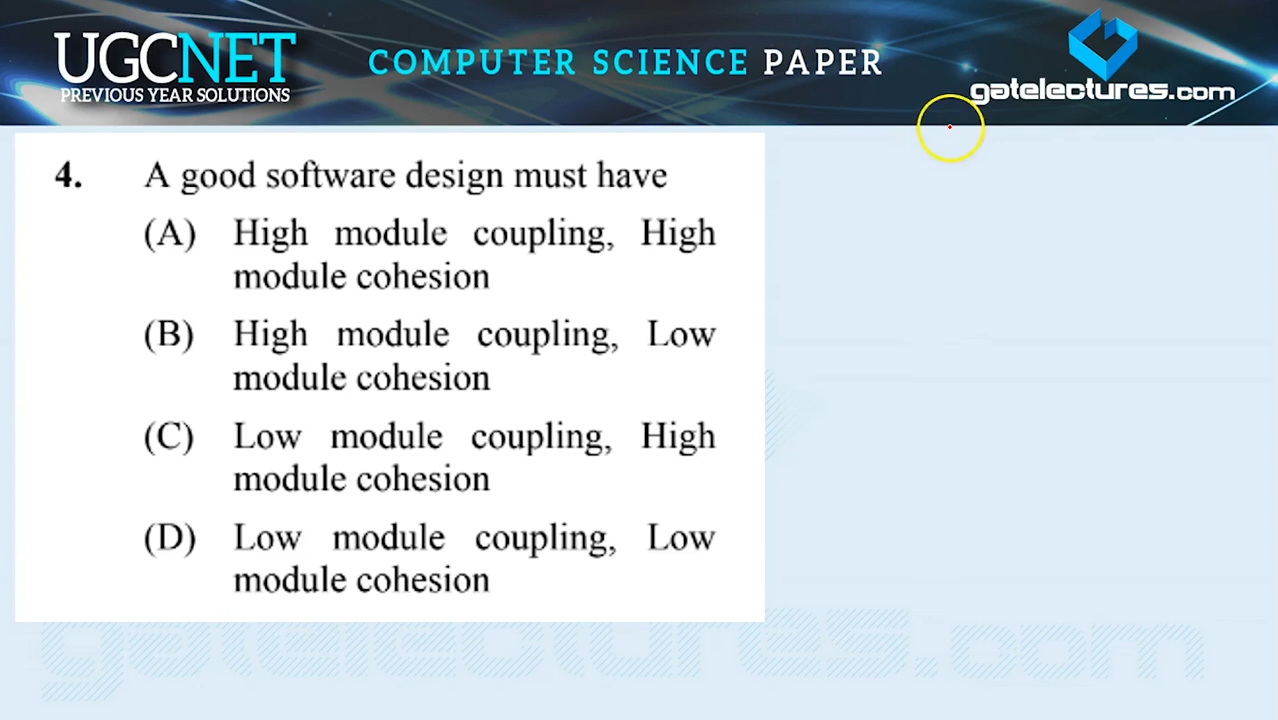 UGCNET
PREVIOUS YEAR SOLUTIONS
COMPUTER SCIENCE PAPER
gatelectures.com
4. A good software design must have
(A) High module coupling, High
module cohesion
(B) High module coupling, Low
module cohesion
(C) Low module coupling, High
module cohesion
(D) Low module coupling, Low
module cohesion
gatelectures.com